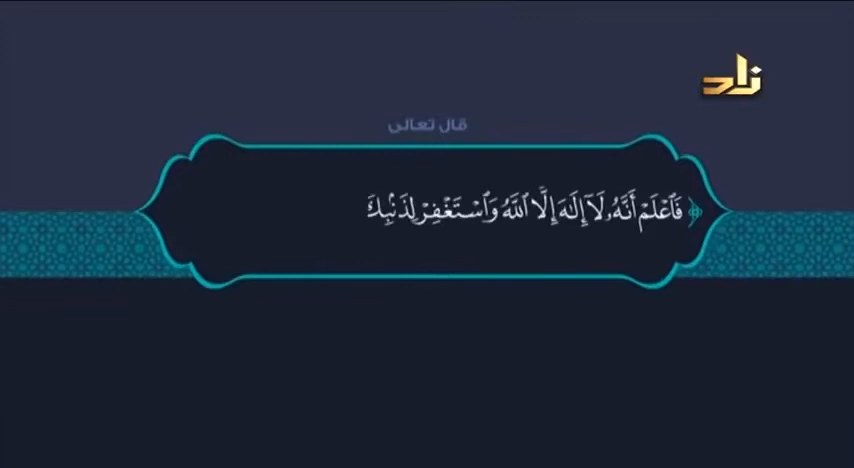 زاد
قال تعالى
﴿ فَٱعۡلَمۡ أَنَّهُۥ لَآ إِلَٰهَ إِلَّا ٱللَّهُ وَٱسۡتَغۡفِرۡ لِذَنۢبِكَ